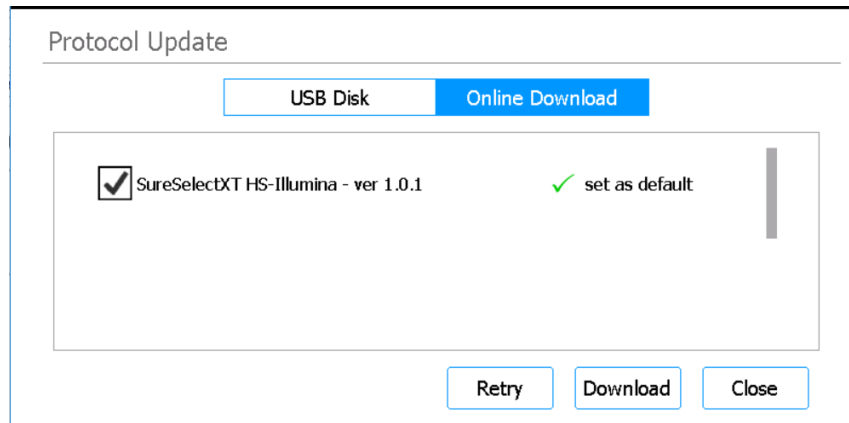 Protocol Update
USB Disk Online Download
SureSelectXT HS-Illumina - ver 1.0.1 set as default
Retry Download Close